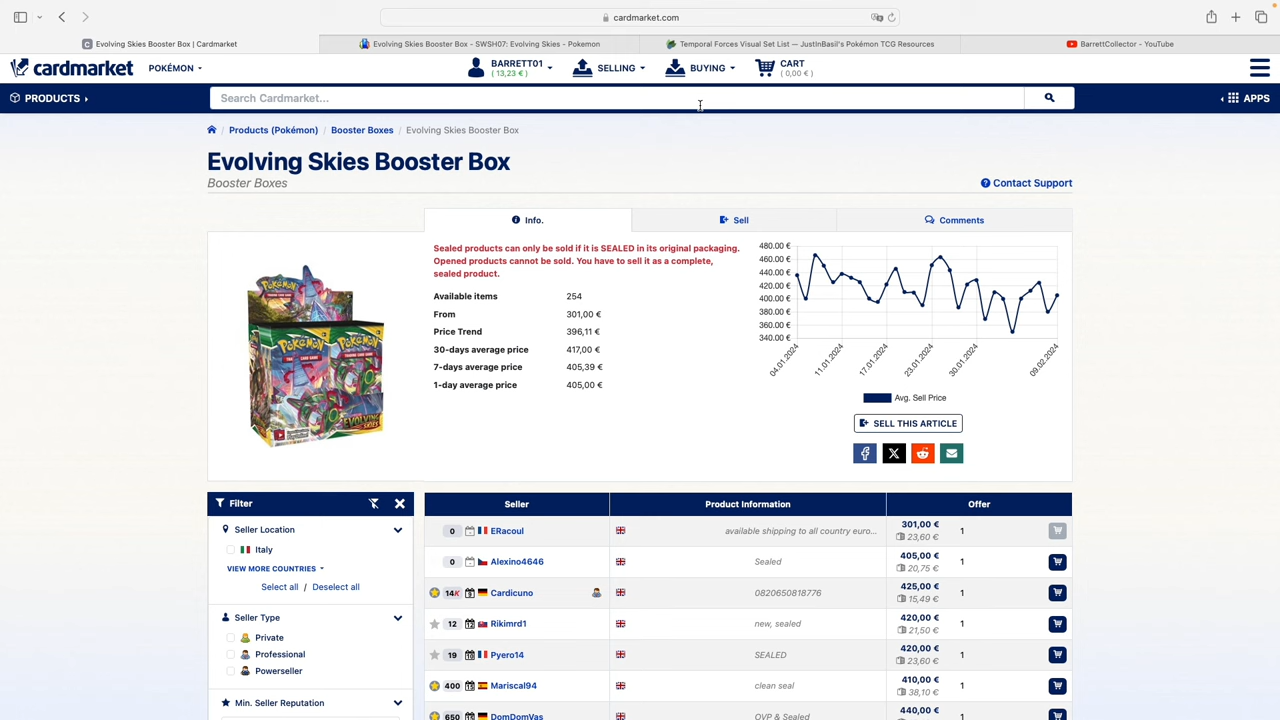 cardmarket.com
Evolving Skies Booster Box | Cardmarket
Evolving Skies Booster Box - SWSH07: Evolving Skies - Pokemon
Temporal Forces Visual Set List — JustInBasil's Pokémon TCG Resources
BarrettCollector - YouTube
cardmarket
POKÉMON
BARRETT01
( 13,23 € )
SELLING
BUYING
CART
( 0,00 € )
PRODUCTS
Search Cardmarket...
APPS
/ Products (Pokémon) / Booster Boxes / Evolving Skies Booster Box
Evolving Skies Booster Box
Booster Boxes
Contact Support
Info.
Sell
Comments
Sealed products can only be sold if it is SEALED in its original packaging.
Opened products cannot be sold. You have to sell it as a complete,
sealed product.
Available items 254
From 301,00 €
Price Trend 396,11 €
30-days average price 417,00 €
7-days average price 405,39 €
1-day average price 405,00 €
480.00 €
460.00 €
440.00 €
420.00 €
400.00 €
380.00 €
360.00 €
340.00 €
04.01.2024
11.01.2024
17.01.2024
23.01.2024
30.01.2024
09.02.2024
Avg. Sell Price
SELL THIS ARTICLE
Pokémon
Pokémon
Pokémon
EVOLVING SKIES
Filter
Seller Location
Italy
VIEW MORE COUNTRIES
Select all / Deselect all
Seller Type
Private
Professional
Powerseller
Min. Seller Reputation
Seller Product Information Offer
0 ERacoul available shipping to all country euro... 301,00 € 1
23,60 €
0 Alexino4646 Sealed 405,00 € 1
20,75 €
14K Cardicuno 0820650818776 425,00 € 1
15,49 €
12 Rikimrd1 new, sealed 420,00 € 1
21,50 €
19 Pyero14 SEALED 420,00 € 1
23,60 €
400 Mariscal94 clean seal 410,00 € 1
38,10 €
650 DomDomVas OVP & Sealed 440,00 € 1